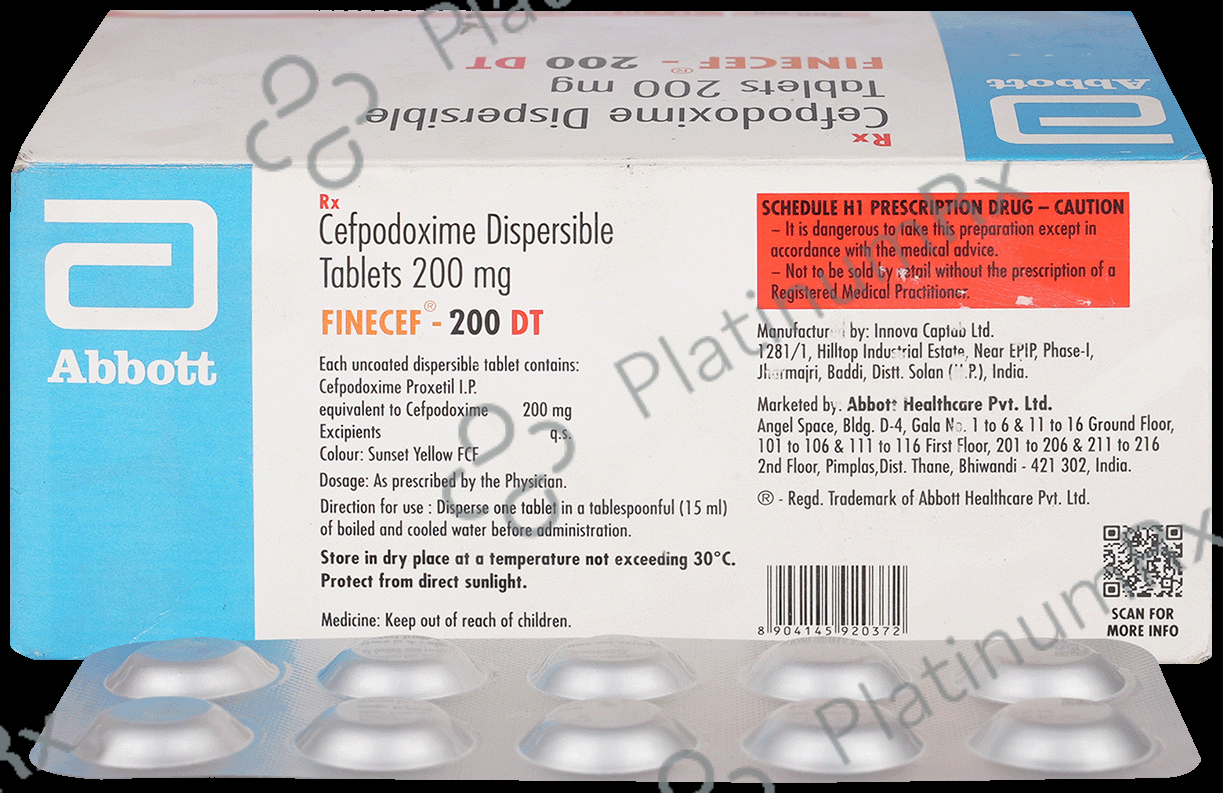 Cefpodoxime Dispersible
Tablets 200 mg
FINECEF® - 200 DT
Rx
Abbott
Abbott
Rx
Cefpodoxime Dispersible
Tablets 200 mg
FINECEF® - 200 DT
Each uncoated dispersible tablet contains:
Cefpodoxime Proxetil I.P.
equivalent to Cefpodoxime 200 mg
Excipients q.s.
Colour: Sunset Yellow FCF
Dosage: As prescribed by the Physician.
Direction for use : Disperse one tablet in a tablespoonful (15 ml)
of boiled and cooled water before administration.
Store in dry place at a temperature not exceeding 30°C.
Protect from direct sunlight.
Medicine: Keep out of reach of children.
SCHEDULE H1 PRESCRIPTION DRUG – CAUTION
– It is dangerous to take this preparation except in
accordance with the medical advice.
– Not to be sold by retail without the prescription of a
Registered Medical Practitioner.
Manufactured by: Innova Captab Ltd.
1281/1, Hilltop Industrial Estate, Near EPIP, Phase-I,
Jharmajri, Baddi, Distt. Solan (H.P.), India.
Marketed by. Abbott Healthcare Pvt. Ltd.
Angel Space, Bldg. D-4, Gala No. 1 to 6 & 11 to 16 Ground Floor,
101 to 106 & 111 to 116 First Floor, 201 to 206 & 211 to 216
2nd Floor, Pimplas,Dist. Thane, Bhiwandi - 421 302, India.
® - Regd. Trademark of Abbott Healthcare Pvt. Ltd.
8 904145 920372
SCAN FOR
MORE INFO
PlatinumRx
PlatinumRx
PlatinumRx